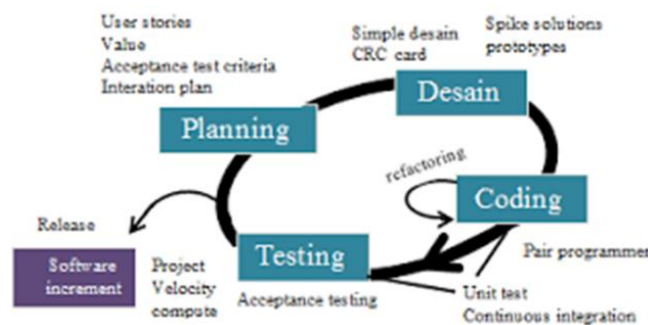 User stories
Value
Acceptance test criteria
Interation plan
Simple desain
CRC card
Spike solutions
prototypes
Desain
Planning
refactoring
Coding
Release
Testing
Pair programmer
Software
increment
Project
Velocity
compute
Acceptance testing
Unit test
Continuous integration